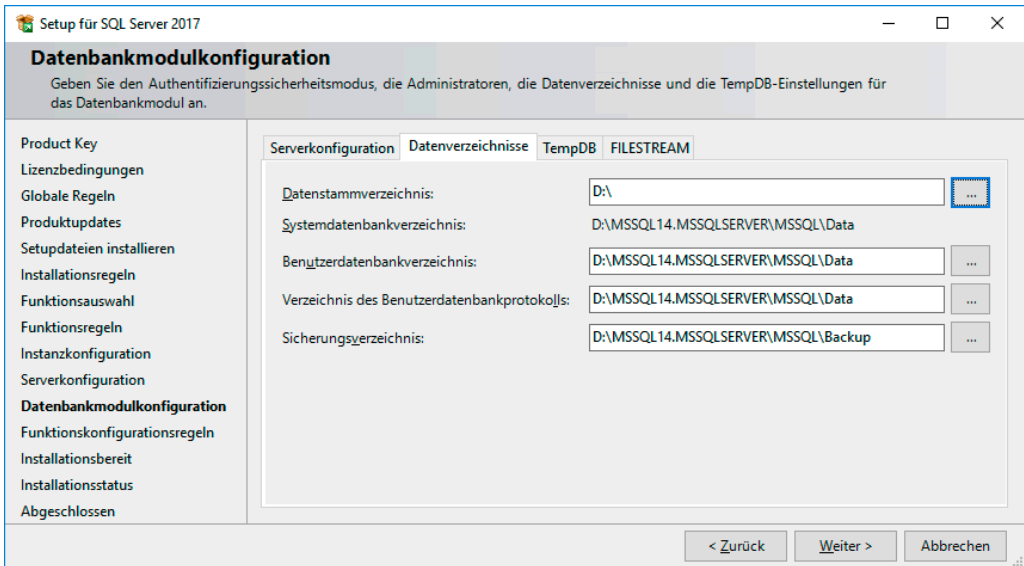 Setup für SQL Server 2017
Datenbankmodulkonfiguration
Geben Sie den Authentifizierungssicherheitsmodus, die Administratoren, die Datenverzeichnisse und die TempDB-Einstellungen für
das Datenbankmodul an.
Product Key
Lizenzbedingungen
Globale Regeln
Produktupdates
Setupdateien installieren
Installationsregeln
Funktionsauswahl
Funktionsregeln
Instanzkonfiguration
Serverkonfiguration
Datenbankmodulkonfiguration
Funktionskonfigurationsregeln
Installationsbereit
Installationsstatus
Abgeschlossen
Serverkonfiguration Datenverzeichnisse TempDB FILESTREAM
Datenstammverzeichnis: D:\ ...
Systemdatenbankverzeichnis: D:\MSSQL14.MSSQLSERVER\MSSQL\Data
Benutzerdatenbankverzeichnis: D:\MSSQL14.MSSQLSERVER\MSSQL\Data ...
Verzeichnis des Benutzerdatenbankprotokolls: D:\MSSQL14.MSSQLSERVER\MSSQL\Data ...
Sicherungsverzeichnis: D:\MSSQL14.MSSQLSERVER\MSSQL\Backup ...
< Zurück Weiter > Abbrechen